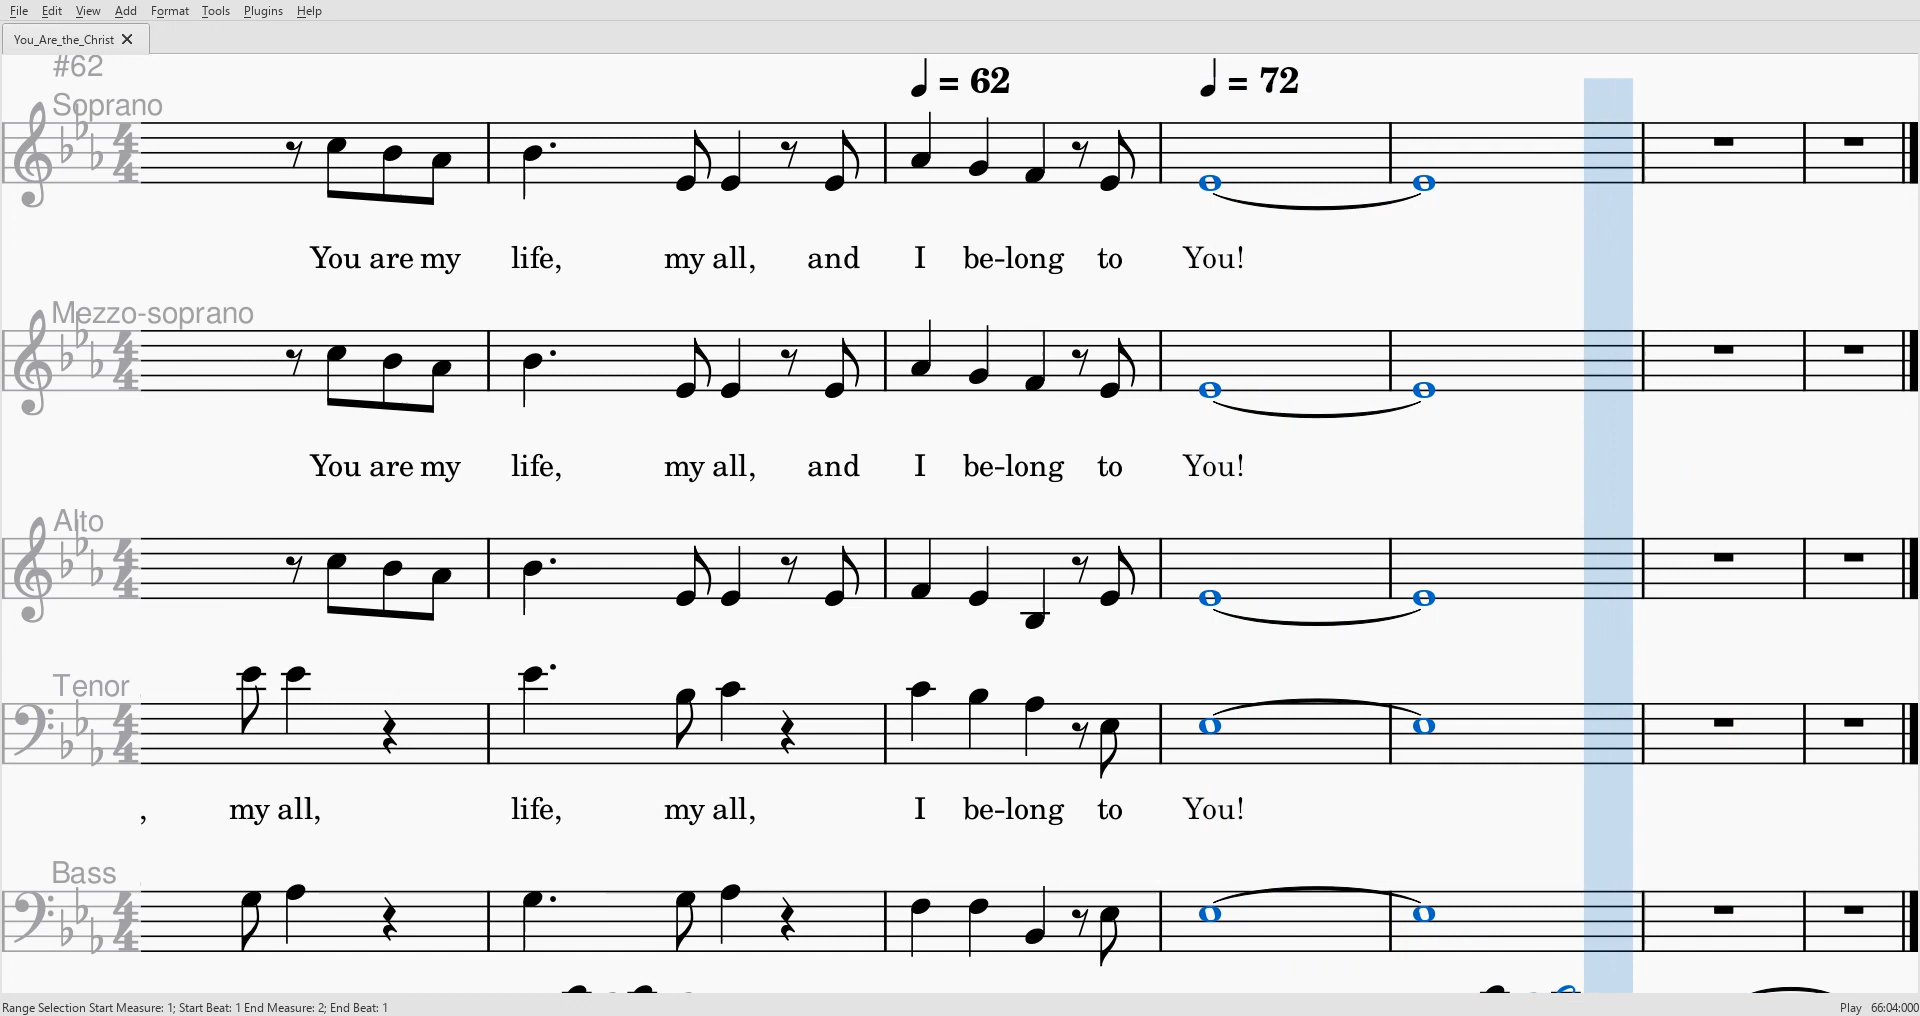 File Edit View Add Format Tools Plugins Help
You_Are_the_Christ
#62
= 62
= 72
Soprano
You are my life, my all, and I be-long to You!
Mezzo-soprano
You are my life, my all, and I be-long to You!
Alto
Tenor
, my all, life, my all, I be-long to You!
Bass
Range Selection Start Measure: 1; Start Beat: 1 End Measure: 2; End Beat: 1
Play 66:04:000